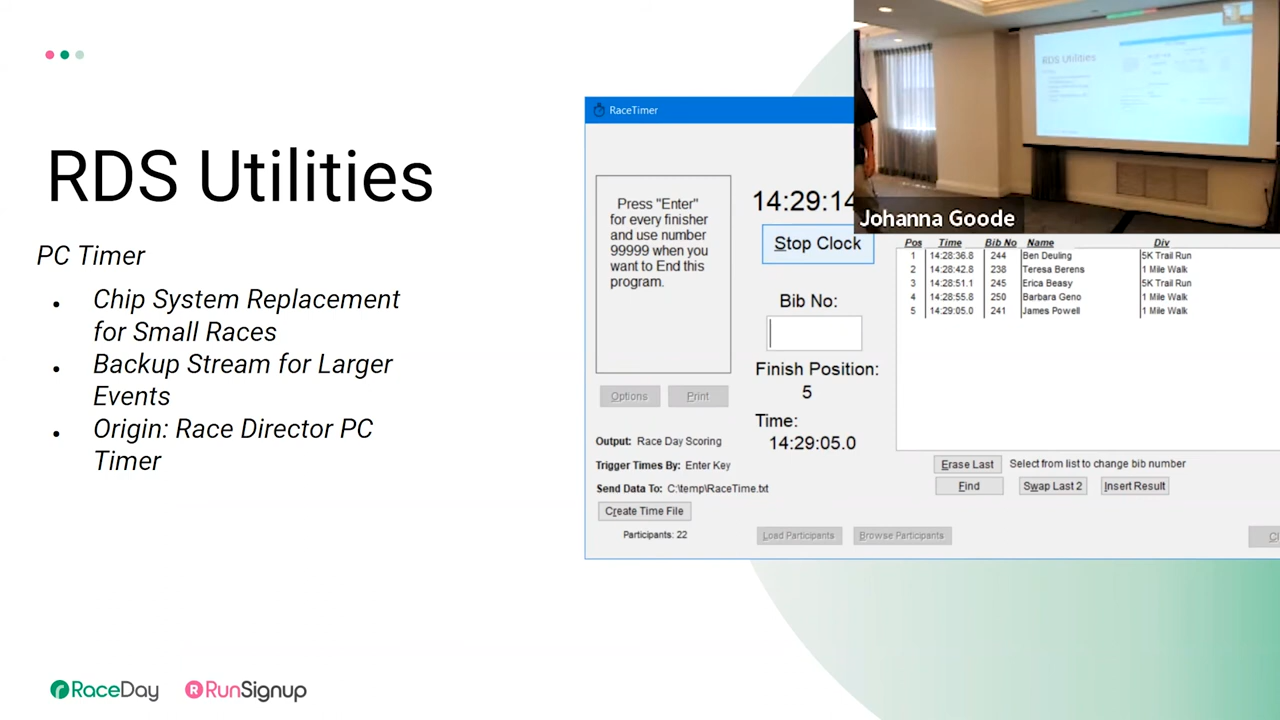 RDS Utilities
PC Timer
• Chip System Replacement
for Small Races
• Backup Stream for Larger
Events
• Origin: Race Director PC
Timer
RaceDay
RunSignup
RaceTimer
Press "Enter"
for every finisher
and use number
99999 when you
want to End this
program.
Options
Print
Output: Race Day Scoring
Trigger Times By: Enter Key
Send Data To: C:\temp\RaceTime.txt
Create Time File
Participants: 22
14:29:14
Stop Clock
Bib No:
Finish Position:
5
Time:
14:29:05.0
Load Participants
Browse Participants
RDS Utilities
Johanna Goode
Pos Time Bib No Name Div
1 14:28:36.8 244 Ben Deuling 5K Trail Run
2 14:28:42.8 238 Teresa Berens 1 Mile Walk
3 14:28:51.1 245 Erica Beasy 5K Trail Run
4 14:28:55.8 250 Barbara Geno 1 Mile Walk
5 14:29:05.0 241 James Powell 1 Mile Walk
Erase Last
Select from list to change bib number
Find
Swap Last 2
Insert Result